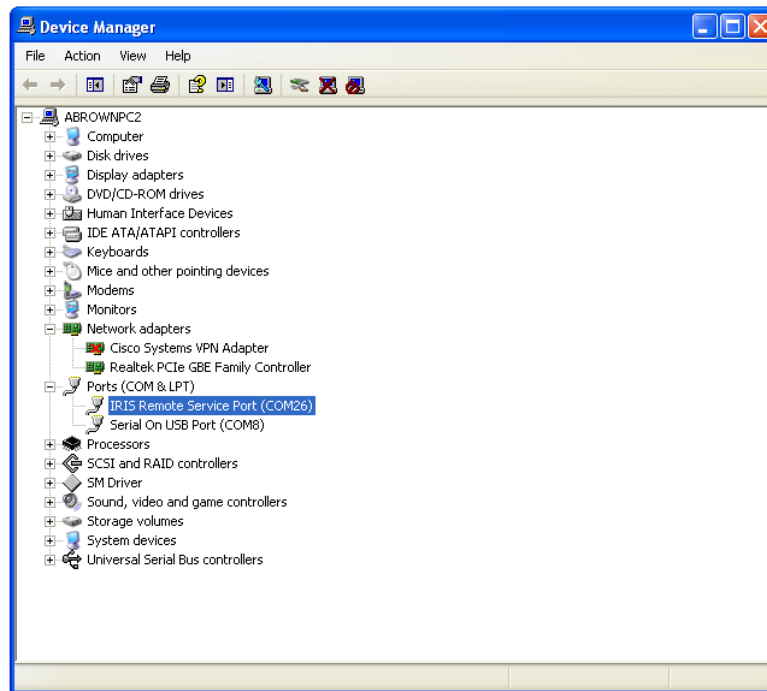 Device Manager
File Action View Help
ABROWNPC2
Computer
Disk drives
Display adapters
DVD/CD-ROM drives
Human Interface Devices
IDE ATA/ATAPI controllers
Keyboards
Mice and other pointing devices
Modems
Monitors
Network adapters
Cisco Systems VPN Adapter
Realtek PCIe GBE Family Controller
Ports (COM & LPT)
IRIS Remote Service Port (COM26)
Serial On USB Port (COM8)
Processors
SCSI and RAID controllers
SM Driver
Sound, video and game controllers
Storage volumes
System devices
Universal Serial Bus controllers